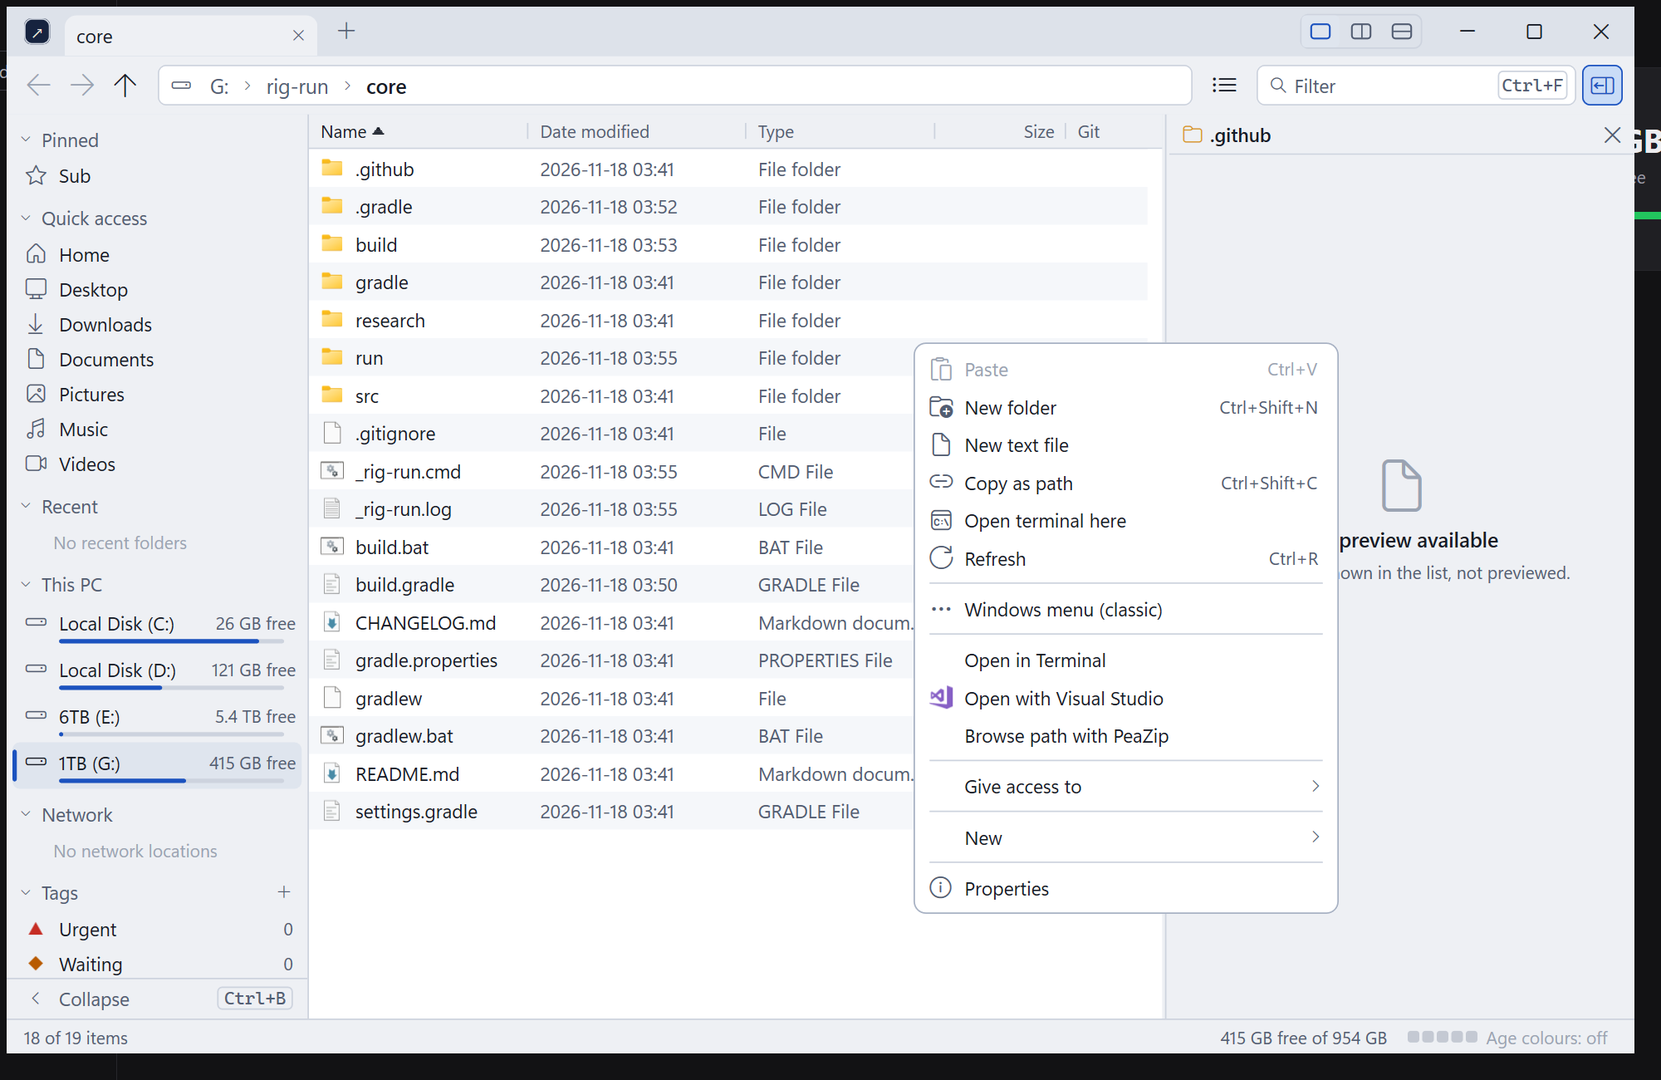 core
G: rig-run core
Filter Ctrl+F
Pinned
Sub
Quick access
Home
Desktop
Downloads
Documents
Pictures
Music
Videos
Recent
No recent folders
This PC
Local Disk (C:) 26 GB free
Local Disk (D:) 121 GB free
6TB (E:) 5.4 TB free
1TB (G:) 415 GB free
Network
No network locations
Tags
Urgent 0
Waiting 0
Collapse Ctrl+B
Name Date modified Type Size Git
.github 2026-11-18 03:41 File folder
.gradle 2026-11-18 03:52 File folder
build 2026-11-18 03:53 File folder
gradle 2026-11-18 03:41 File folder
research 2026-11-18 03:41 File folder
run 2026-11-18 03:55 File folder
src 2026-11-18 03:41 File folder
.gitignore 2026-11-18 03:41 File
_rig-run.cmd 2026-11-18 03:55 CMD File
_rig-run.log 2026-11-18 03:55 LOG File
build.bat 2026-11-18 03:41 BAT File
build.gradle 2026-11-18 03:50 GRADLE File
CHANGELOG.md 2026-11-18 03:41 Markdown docum.
gradle.properties 2026-11-18 03:41 PROPERTIES File
gradlew 2026-11-18 03:41 File
gradlew.bat 2026-11-18 03:41 BAT File
README.md 2026-11-18 03:41 Markdown docum.
settings.gradle 2026-11-18 03:41 GRADLE File
Paste Ctrl+V
New folder Ctrl+Shift+N
New text file
Copy as path Ctrl+Shift+C
Open terminal here
Refresh Ctrl+R
Windows menu (classic)
Open in Terminal
Open with Visual Studio
Browse path with PeaZip
Give access to
New
Properties
.github
preview available
own in the list, not previewed.
GB
ee
18 of 19 items
415 GB free of 954 GB
Age colours: off